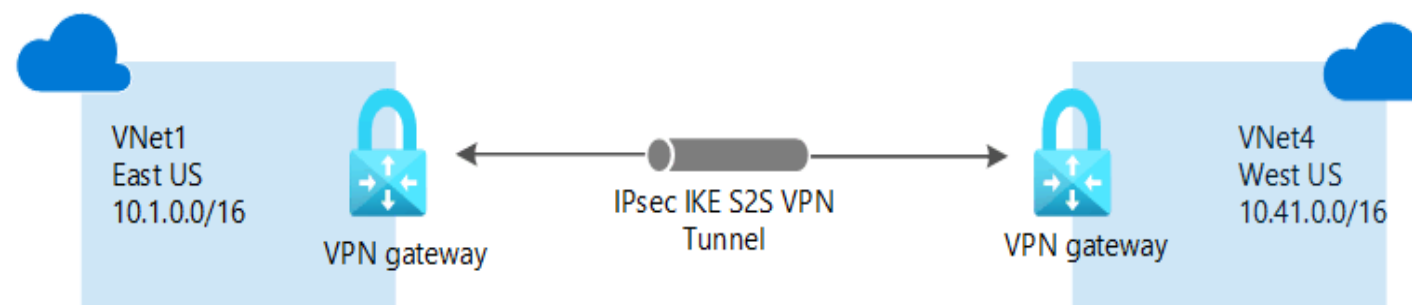 VNet1
East US
10.1.0.0/16
VPN gateway
IPsec IKE S2S VPN
Tunnel
VPN gateway
VNet4
West US
10.41.0.0/16